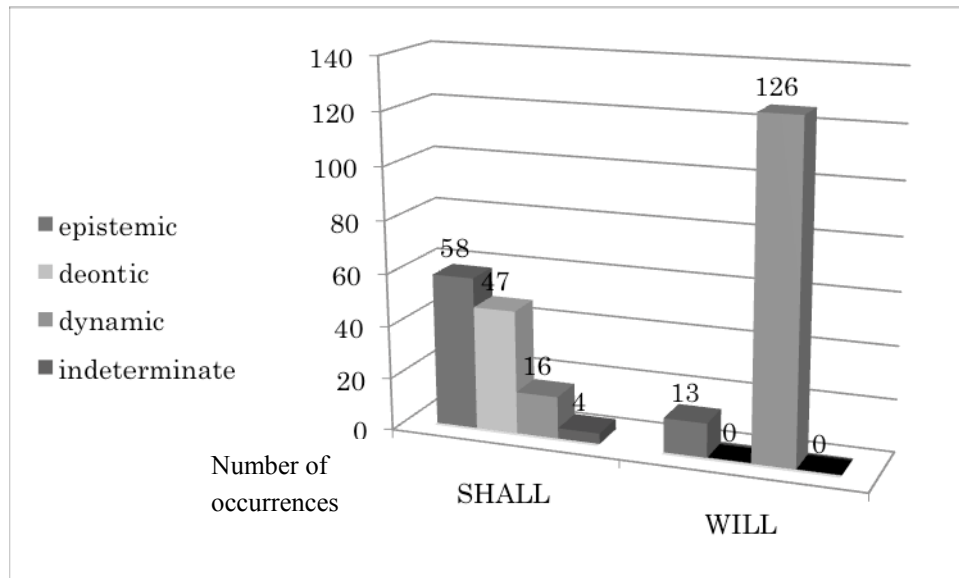 140
120
100
80
60
40
20
0
epistemic
deontic
dynamic
indeterminate
58
47
16
4
13
0
126
0
Number of
occurrences
SHALL
WILL